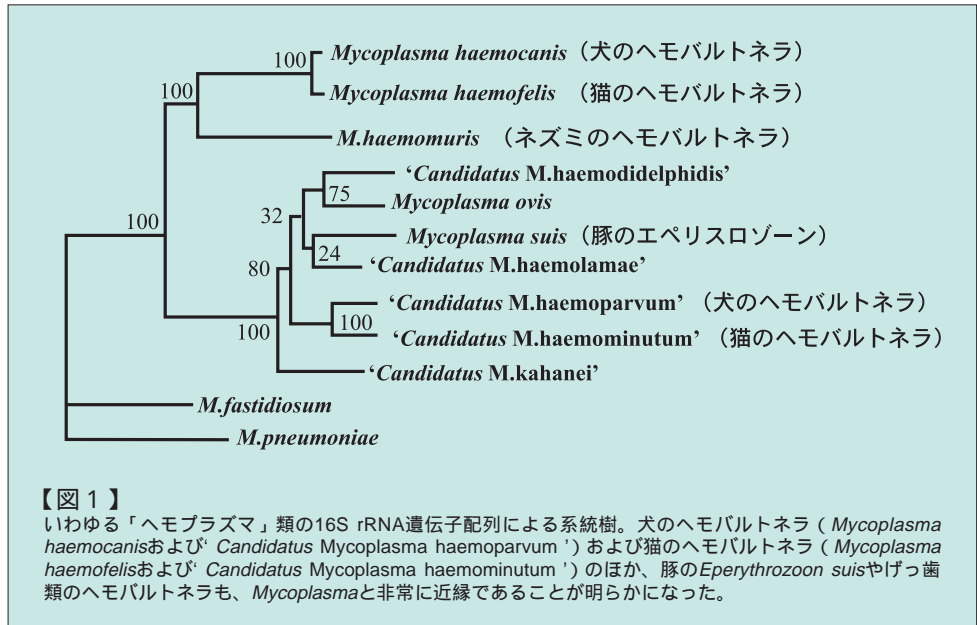 100
Mycoplasma haemocanis（犬のヘモバルトネラ）
100
Mycoplasma haemofelis （猫のヘモバルトネラ）
M.haemomuris （ネズミのヘモバルトネラ）
‘Candidatus M.haemodidelphidis’
75
Mycoplasma ovis
100
32
Mycoplasma suis（豚のエペリスロゾーン）
24
‘Candidatus M.haemolamae’
80
‘Candidatus M.haemoparvum’（犬のヘモバルトネラ）
100
100
‘Candidatus M.haemominutum’（猫のヘモバルトネラ）
‘Candidatus M.kahanei’
M.fastidiosum
M.pneumoniae
【図１】
いわゆる「ヘモプラズマ」類の16S rRNA遺伝子配列による系統樹。犬のヘモバルトネラ（Mycoplasma
haemocanisおよび‘ Candidatus Mycoplasma haemoparvum ’）および猫のヘモバルトネラ（Mycoplasma
haemofelisおよび‘ Candidatus Mycoplasma haemominutum ’）のほか、豚のEperythrozoon suisやげっ歯
類のヘモバルトネラも、Mycoplasmaと非常に近縁であることが明らかになった。